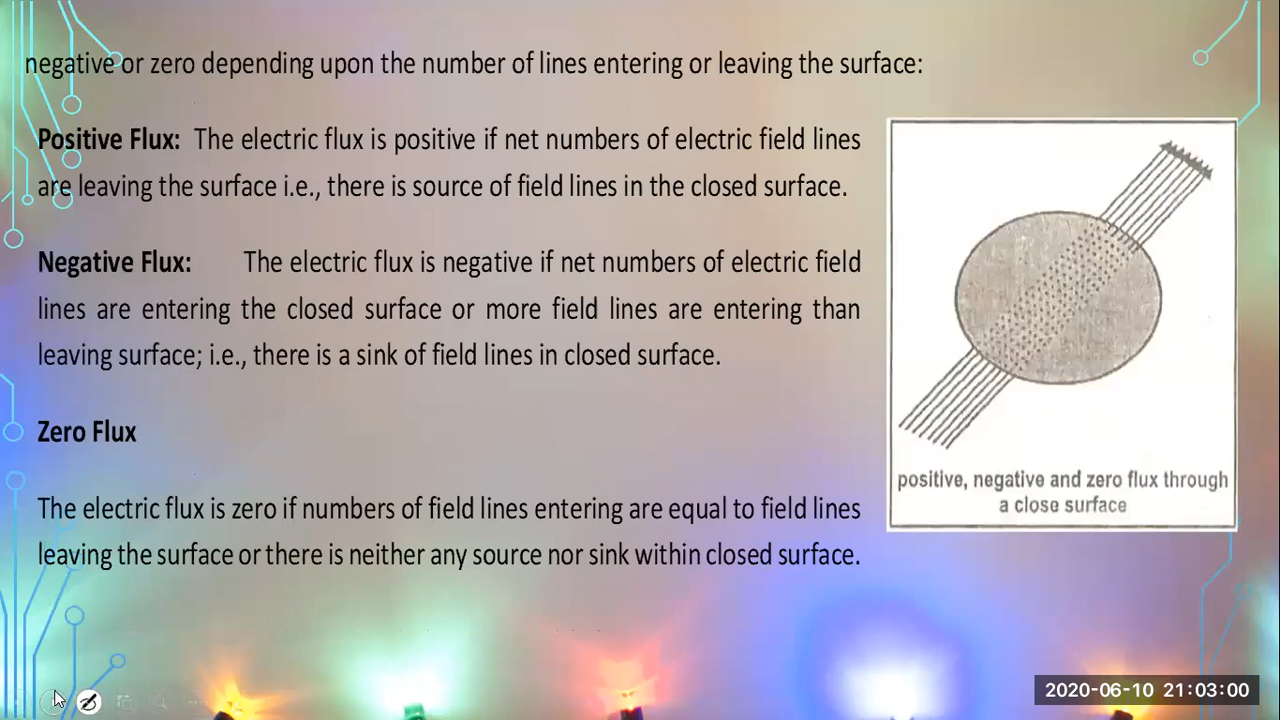 negative or zero depending upon the number of lines entering or leaving the surface:
Positive Flux: The electric flux is positive if net numbers of electric field lines
are leaving the surface i.e., there is source of field lines in the closed surface.
Negative Flux: The electric flux is negative if net numbers of electric field
lines are entering the closed surface or more field lines are entering than
leaving surface; i.e., there is a sink of field lines in closed surface.
Zero Flux
The electric flux is zero if numbers of field lines entering are equal to field lines
leaving the surface or there is neither any source nor sink within closed surface.
positive, negative and zero flux through
a close surface
2020-06-10 21:03:00